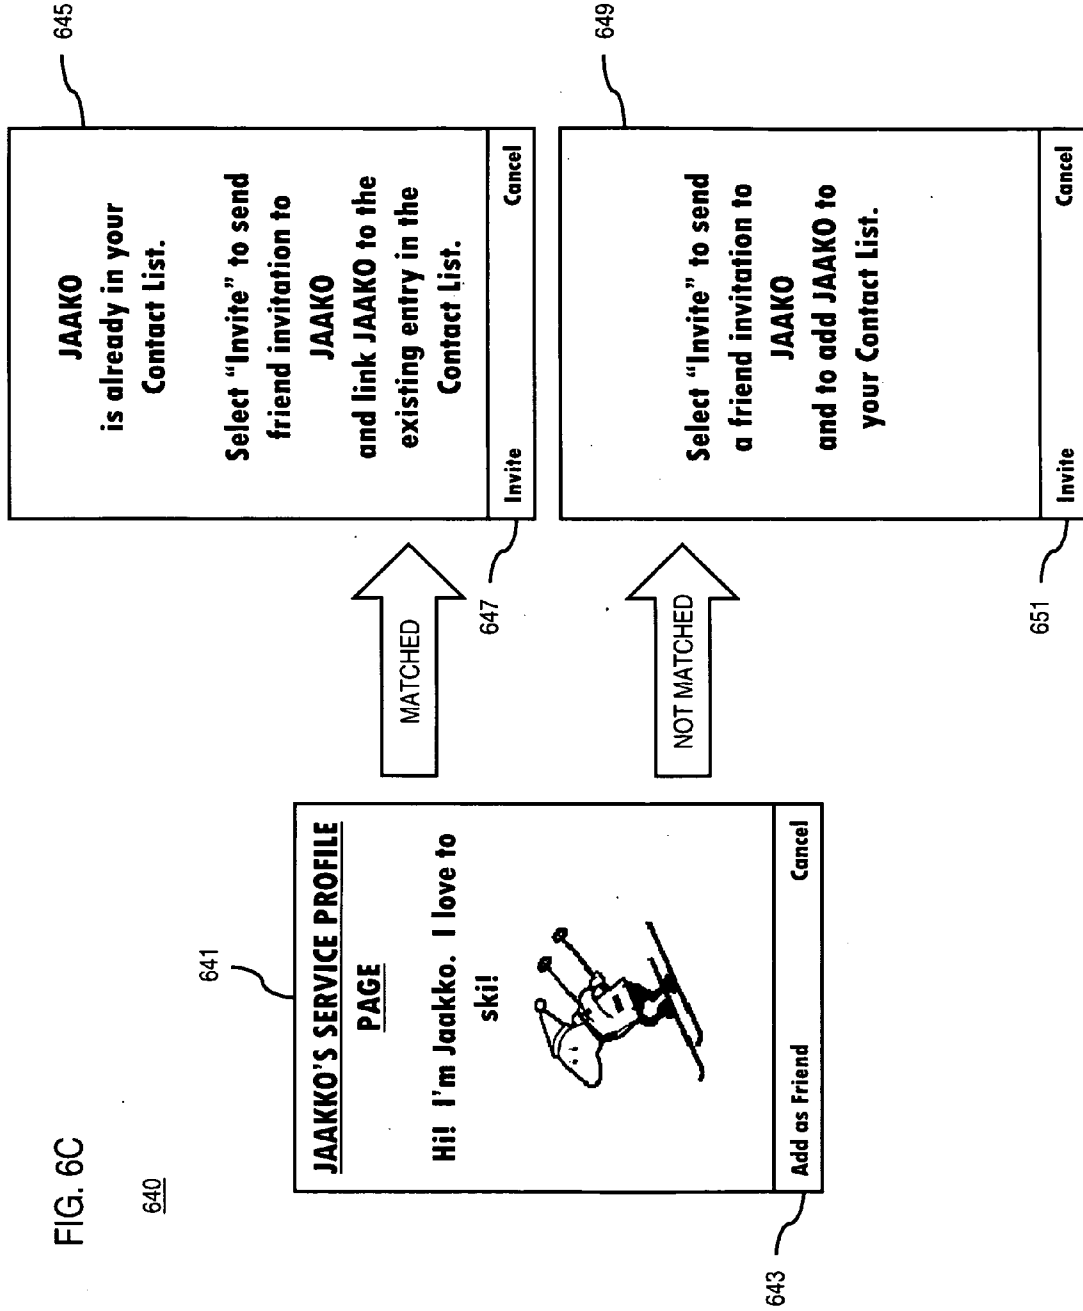 FIG. 6C
640
641
JAAKKO'S SERVICE PROFILE
PAGE
Hi! I'm Jaakko. I love to
ski!
Add as Friend Cancel
643
MATCHED
NOT MATCHED
645
JAAKO
is already in your
Contact List.
Select “Invite” to send
friend invitation to
JAAKO
and link JAAKO to the
existing entry in the
Contact List.
Invite Cancel
647
649
Select “Invite” to send
a friend invitation to
JAAKO
and to add JAAKO to
your Contact List.
Invite Cancel
651